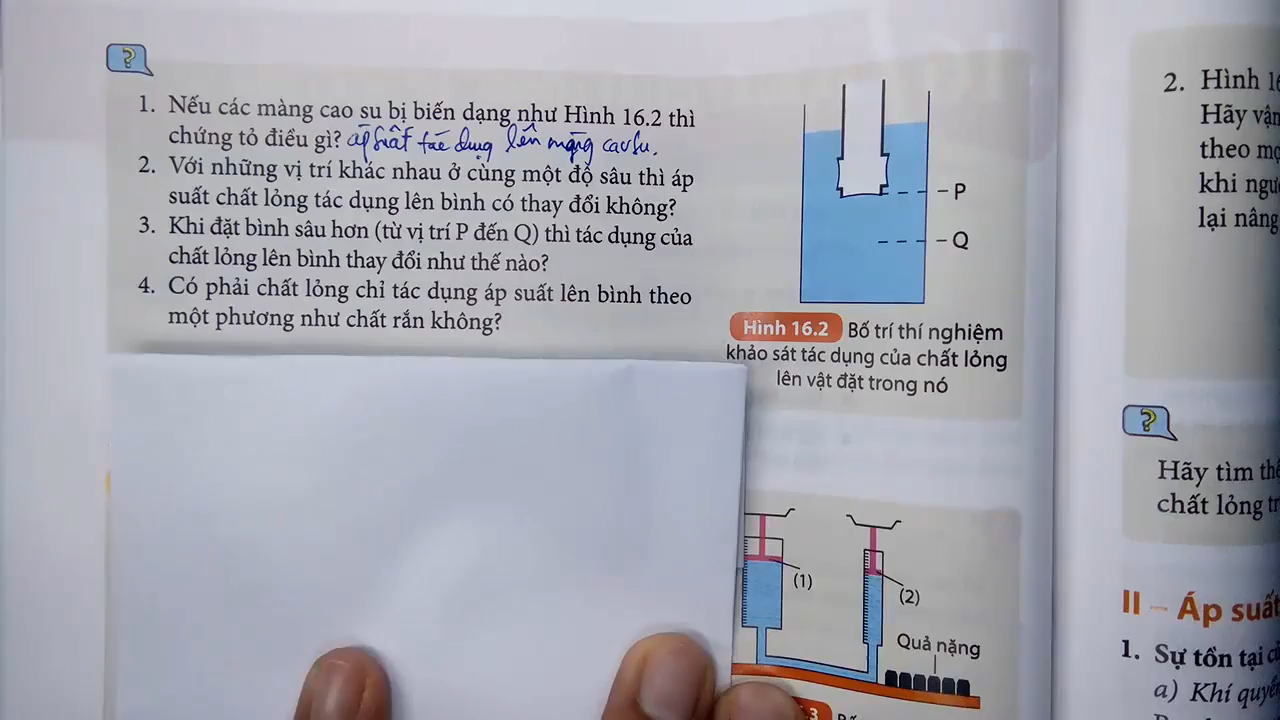 1. Nếu các màng cao su bị biến dạng như Hình 16.2 thì
chứng tỏ điều gì? áp suất tác dụng lên màng cao su.
2. Với những vị trí khác nhau ở cùng một độ sâu thì áp
suất chất lỏng tác dụng lên bình có thay đổi không?
3. Khi đặt bình sâu hơn (từ vị trí P đến Q) thì tác dụng của
chất lỏng lên bình thay đổi như thế nào?
4. Có phải chất lỏng chỉ tác dụng áp suất lên bình theo
một phương như chất rắn không?
P
Q
Hình 16.2 Bố trí thí nghiệm
khảo sát tác dụng của chất lỏng
lên vật đặt trong nó
(1)
(2)
Quả nặng
2. Hình
Hãy
theo
khi
lại nâng
Hãy tìm
chất lỏng
II – Áp suất
1. Sự tồn tại
a) Khí